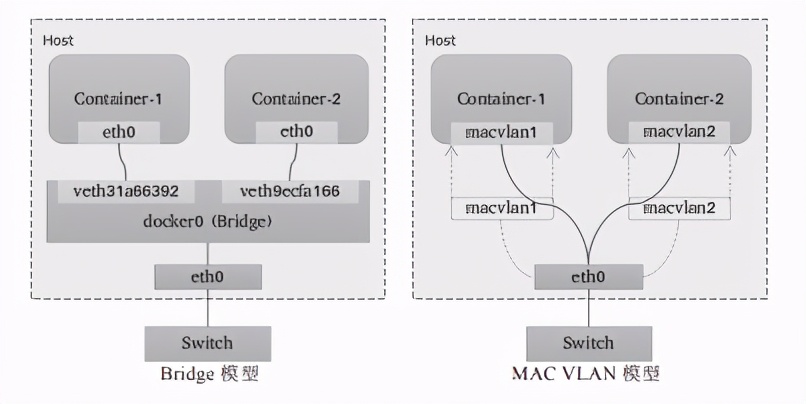 Host
Container-1
Container-2
eth0
eth0
veth31a66392
veth9ecfa166
docker0 (Bridge)
eth0
Switch
Bridge 模型
Host
Container-1
Container-2
macvlan1
macvlan2
macvlan1
macvlan2
eth0
Switch
MAC VLAN 模型